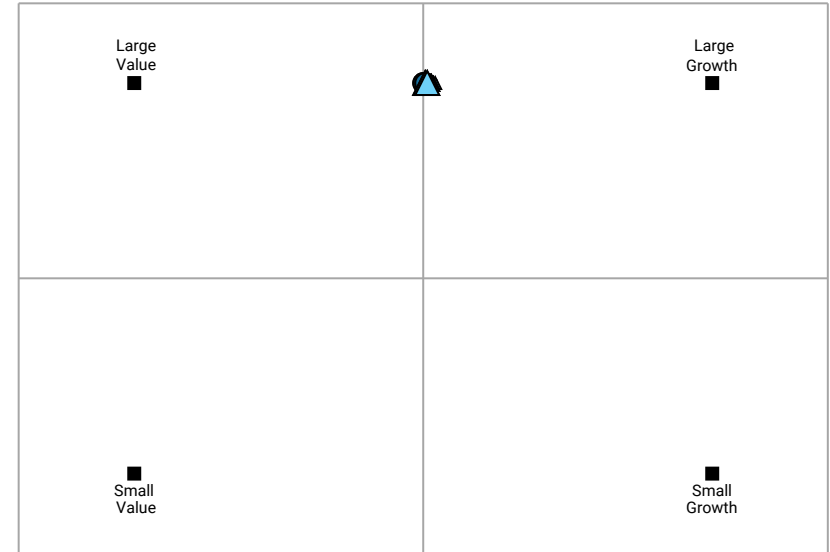 Large
Value
Large
Growth
Small
Value
Small
Growth